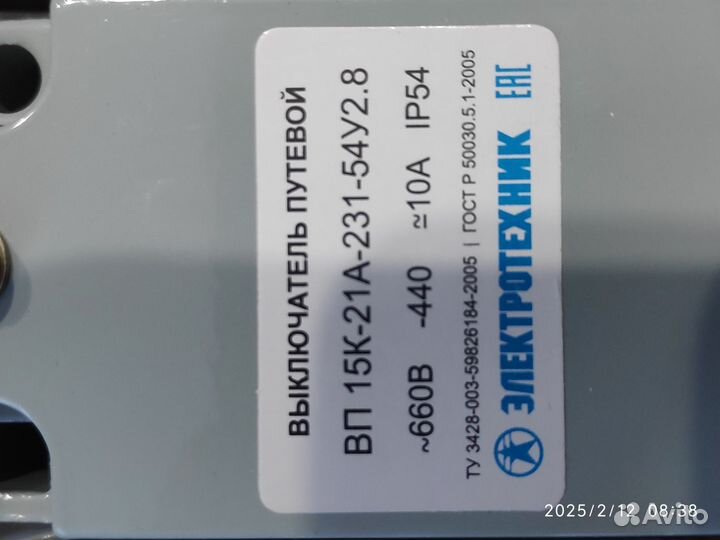 ВЫКЛЮЧАТЕЛЬ ПУТЕВОЙ
ВП 15К-21А-231-54У2.8
~660В -440 ≃10А IP54
ТУ 3428-003-59826184-2005 | ГОСТ Р 50030.5.1-2005
ЭЛЕКТРОТЕХНИК EAC
2025/2/12 08:38
Avito